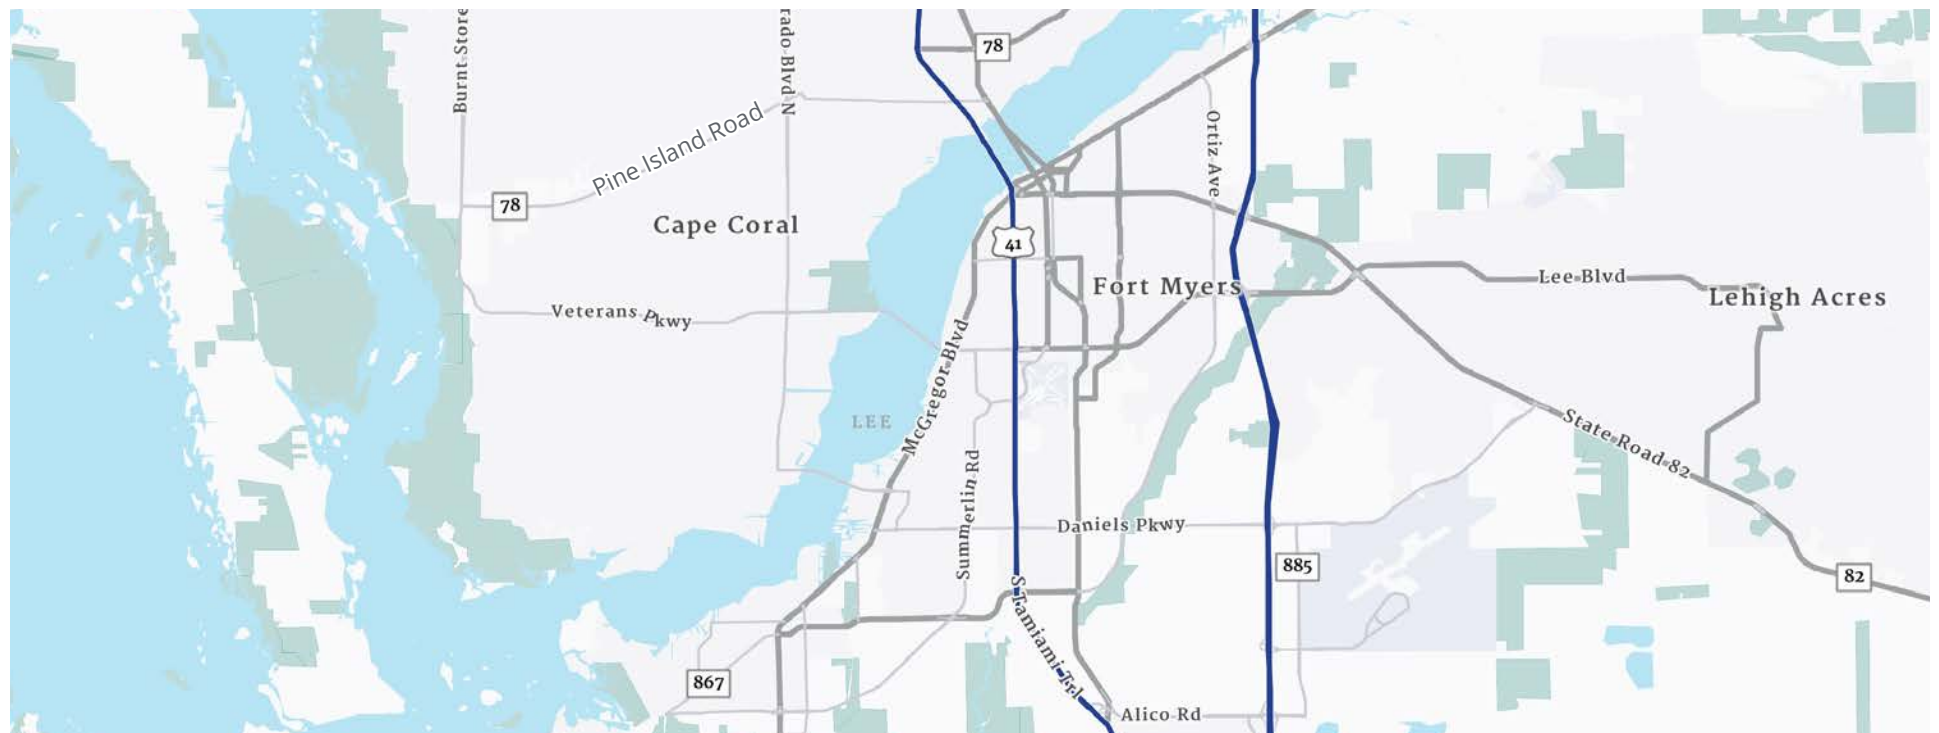 Burnt Store
rado Blvd N
78
Pine Island Road
Ortiz Ave
78
Cape Coral
41
Fort Myers
Lee Blvd
Lehigh Acres
Veterans Pkwy
McGregor Blvd
LEE
State Road 82
Summerlin Rd
Daniels Pkwy
885
82
S Tamiami Trl
867
Alico Rd